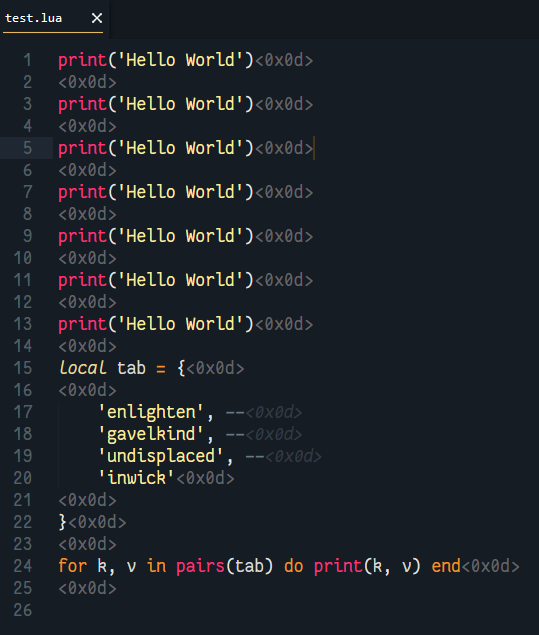 test.lua ×
1 print('Hello World')<0x0d>
2 <0x0d>
3 print('Hello World')<0x0d>
4 <0x0d>
5 print('Hello World')<0x0d>
6 <0x0d>
7 print('Hello World')<0x0d>
8 <0x0d>
9 print('Hello World')<0x0d>
10 <0x0d>
11 print('Hello World')<0x0d>
12 <0x0d>
13 print('Hello World')<0x0d>
14 <0x0d>
15 local tab = {<0x0d>
16 <0x0d>
17     'enlighten', --<0x0d>
18     'gavelkind', --<0x0d>
19     'undisplaced', --<0x0d>
20     'inwick'<0x0d>
21 <0x0d>
22 }<0x0d>
23 <0x0d>
24 for k, v in pairs(tab) do print(k, v) end<0x0d>
25 <0x0d>
26